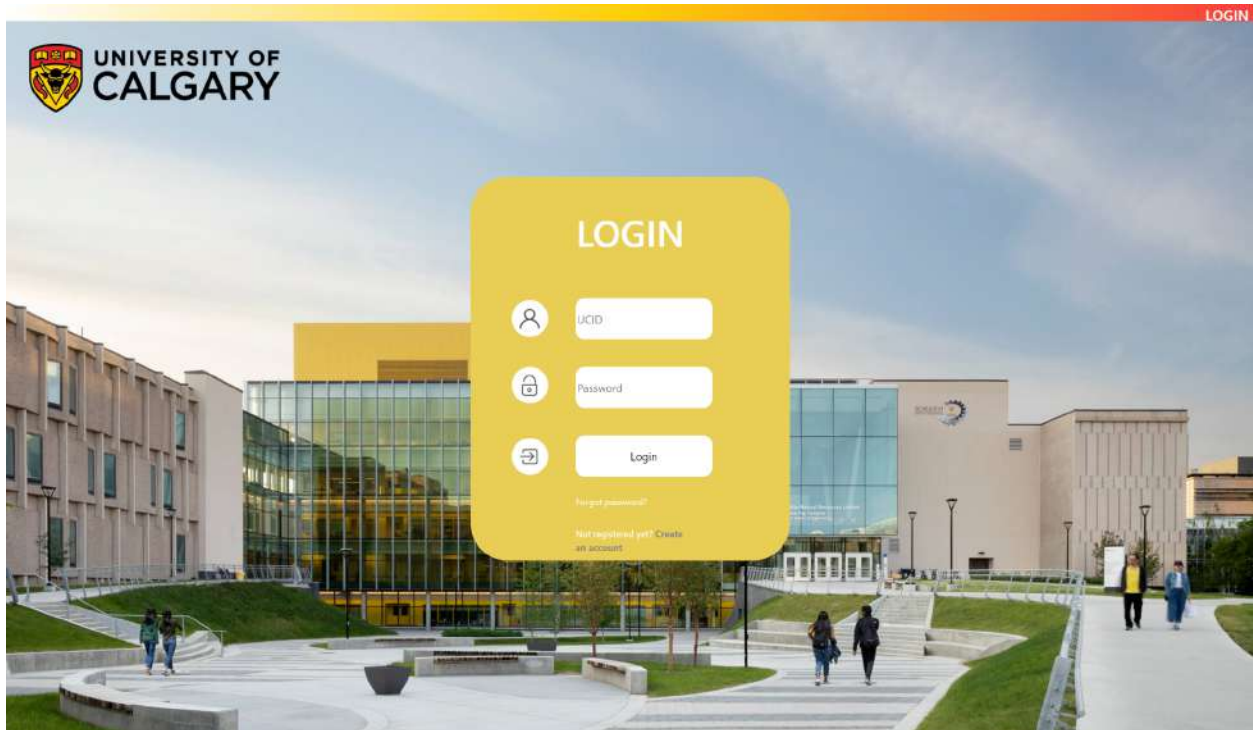 LOGIN
UNIVERSITY OF
CALGARY
LOGIN
UCID
Password
Login
Forgot password?
Not registered yet? Create
an account